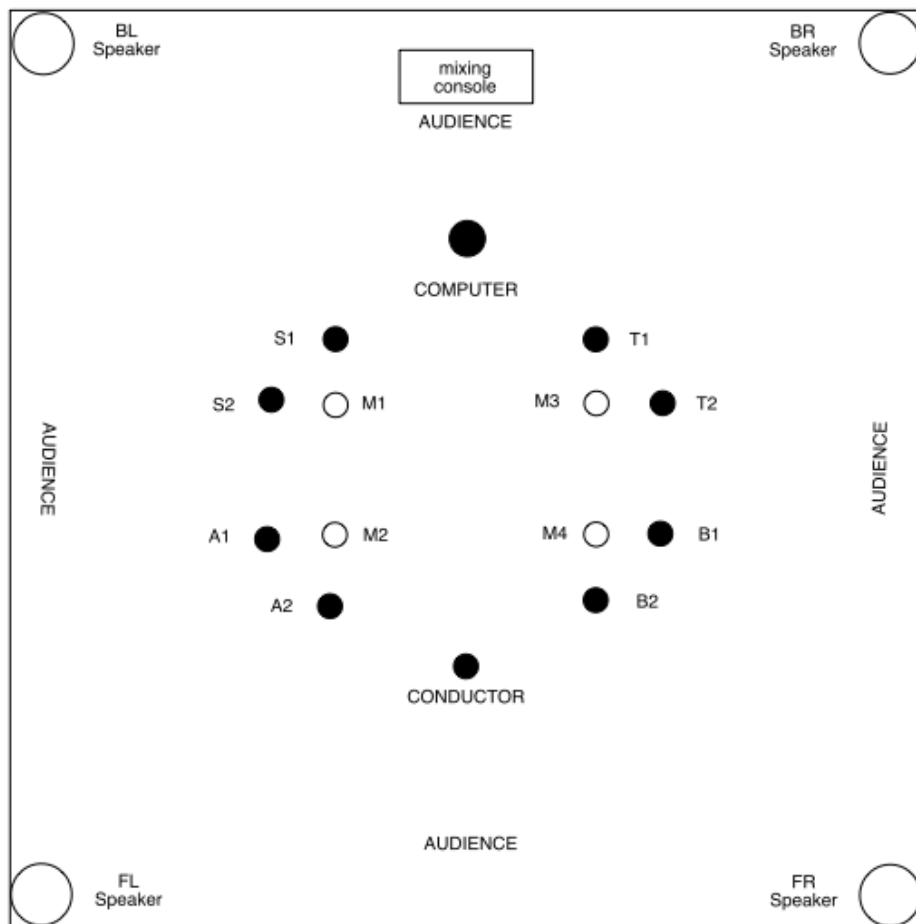 BL
Speaker
BR
Speaker
mixing
console
AUDIENCE
COMPUTER
S1
T1
S2
M1
M3
T2
AUDIENCE
AUDIENCE
A1
M2
M4
B1
A2
B2
CONDUCTOR
AUDIENCE
FL
Speaker
FR
Speaker